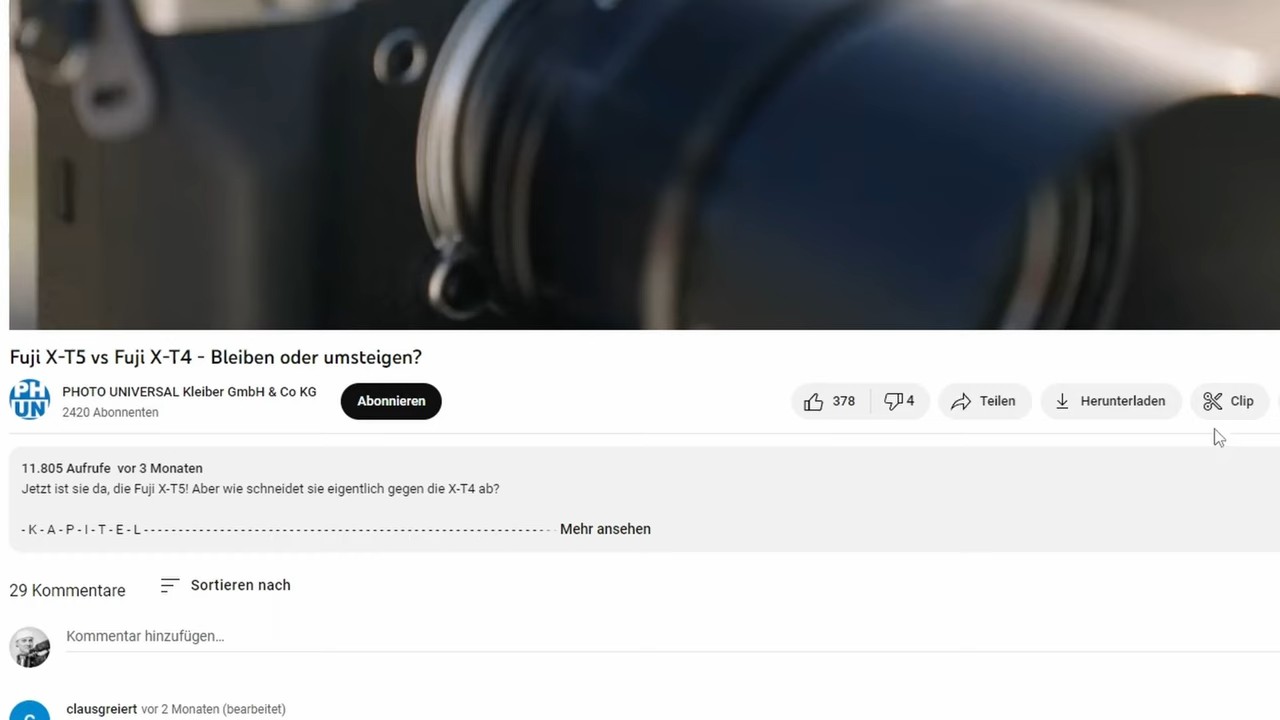 Fuji X-T5 vs Fuji X-T4 - Bleiben oder umsteigen?
PH
UN
PHOTO UNIVERSAL Kleiber GmbH & Co KG
2420 Abonnenten
Abonnieren
378
4
Teilen
Herunterladen
Clip
11.805 Aufrufe vor 3 Monaten
Jetzt ist sie da, die Fuji X-T5! Aber wie schneidet sie eigentlich gegen die X-T4 ab?
-K-A-P-I-T-E-L------------------------------------------------------------ Mehr ansehen
29 Kommentare
Sortieren nach
Kommentar hinzufügen...
clausgreiert vor 2 Monaten (bearbeitet)